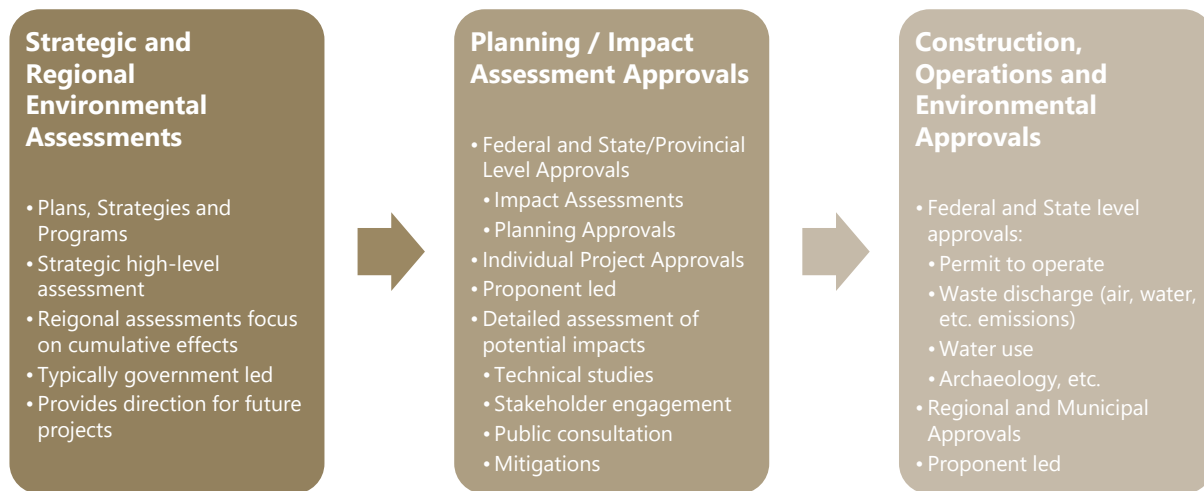 Strategic and
Regional
Environmental
Assessments
• Plans, Strategies and
Programs
• Strategic high-level
assessment
• Reigonal assessments focus
on cumulative effects
• Typically government led
• Provides direction for future
projects
Planning / Impact
Assessment Approvals
• Federal and State/Provincial
Level Approvals
• Impact Assessments
• Planning Approvals
• Individual Project Approvals
• Proponent led
• Detailed assessment of
potential impacts
• Technical studies
• Stakeholder engagement
• Public consultation
• Mitigations
Construction,
Operations and
Environmental
Approvals
• Federal and State level
approvals:
• Permit to operate
• Waste discharge (air, water,
etc. emissions)
• Water use
• Archaeology, etc.
• Regional and Municipal
Approvals
• Proponent led